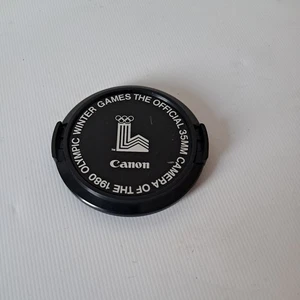 THE OFFICIAL 35MM CAMERA OF THE 1980 OLYMPIC WINTER GAMES
Canon